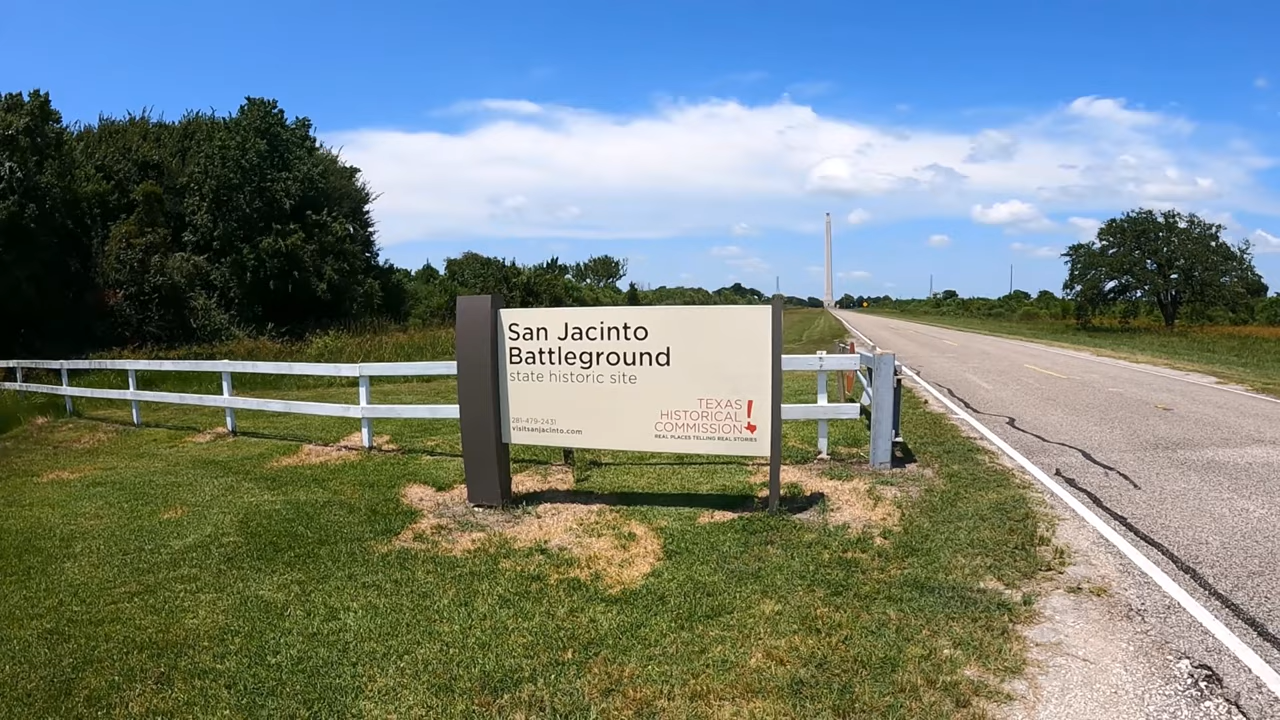 San Jacinto
Battleground
state historic site
281-479-2431
visitsanjacinto.com
TEXAS
HISTORICAL
COMMISSION
REAL PLACES TELLING REAL STORIES